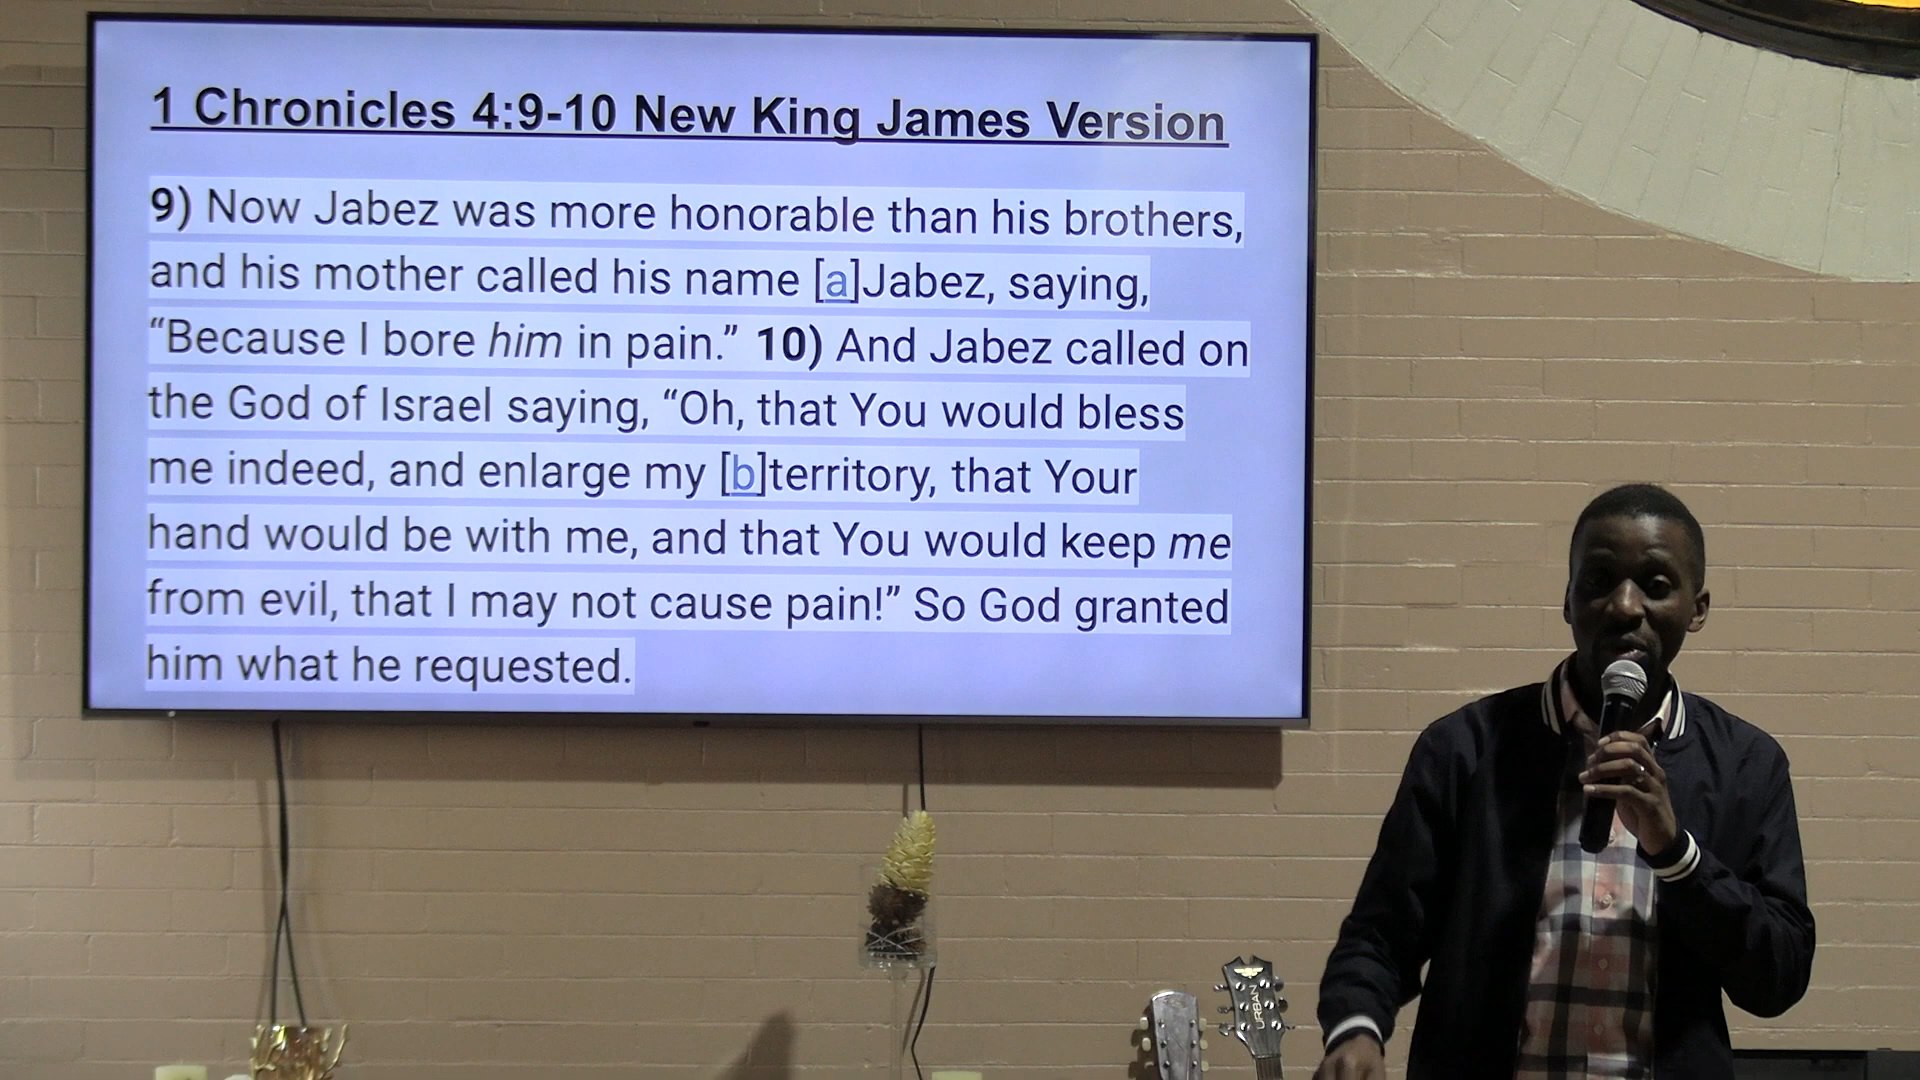 1 Chronicles 4:9-10 New King James Version
9) Now Jabez was more honorable than his brothers,
and his mother called his name [a]Jabez, saying,
“Because I bore him in pain.” 10) And Jabez called on
the God of Israel saying, “Oh, that You would bless
me indeed, and enlarge my [b]territory, that Your
hand would be with me, and that You would keep me
from evil, that I may not cause pain!” So God granted
him what he requested.
URBAN